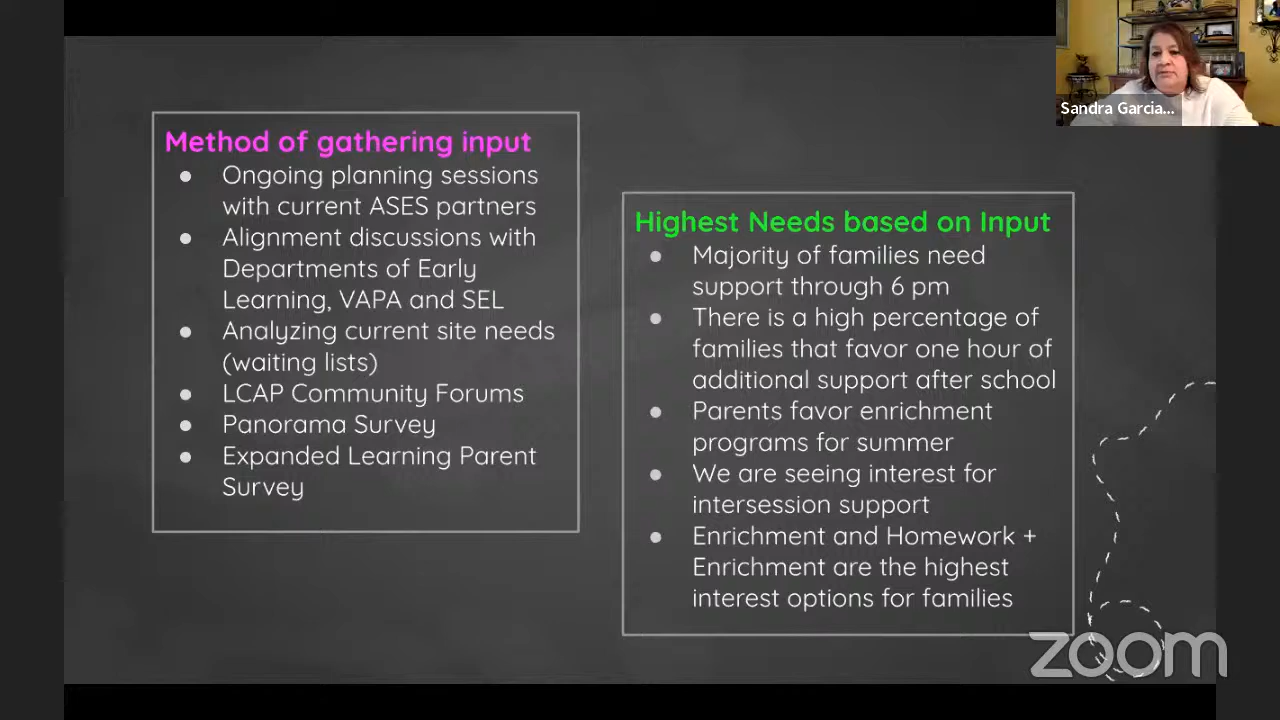 Method of gathering input
● Ongoing planning sessions
with current ASES partners
● Alignment discussions with
Departments of Early
Learning, VAPA and SEL
● Analyzing current site needs
(waiting lists)
● LCAP Community Forums
● Panorama Survey
● Expanded Learning Parent
Survey
Highest Needs based on Input
● Majority of families need
support through 6 pm
● There is a high percentage of
families that favor one hour of
additional support after school
● Parents favor enrichment
programs for summer
● We are seeing interest for
intersession support
● Enrichment and Homework +
Enrichment are the highest
interest options for families
Sandra Garcia...
zoom